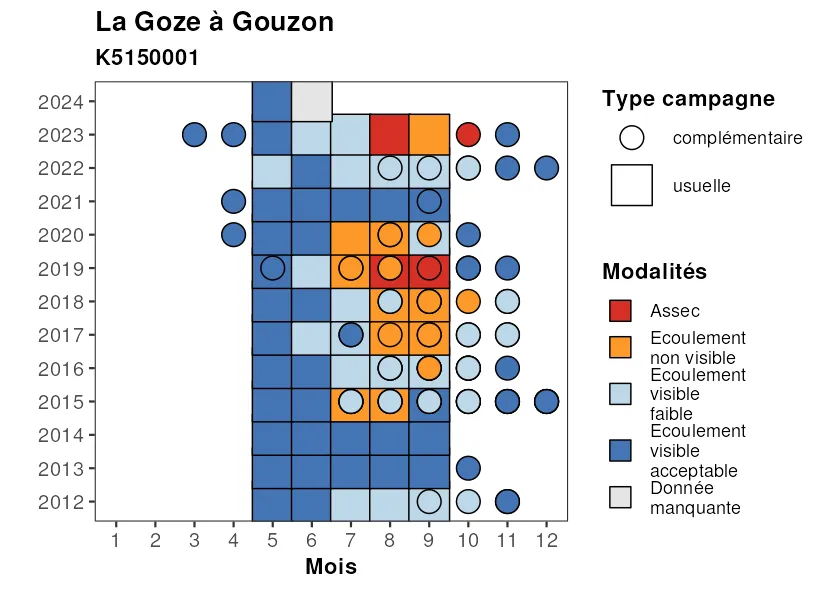 La Goze à Gouzon
K5150001
2024
2023
2022
2021
2020
2019
2018
2017
2016
2015
2014
2013
2012
1 2 3 4 5 6 7 8 9 10 11 12
Mois
Type campagne
complémentaire
usuelle
Modalités
Assec
Ecoulement
non visible
Ecoulement
visible
faible
Ecoulement
visible
acceptable
Donnée
manquante